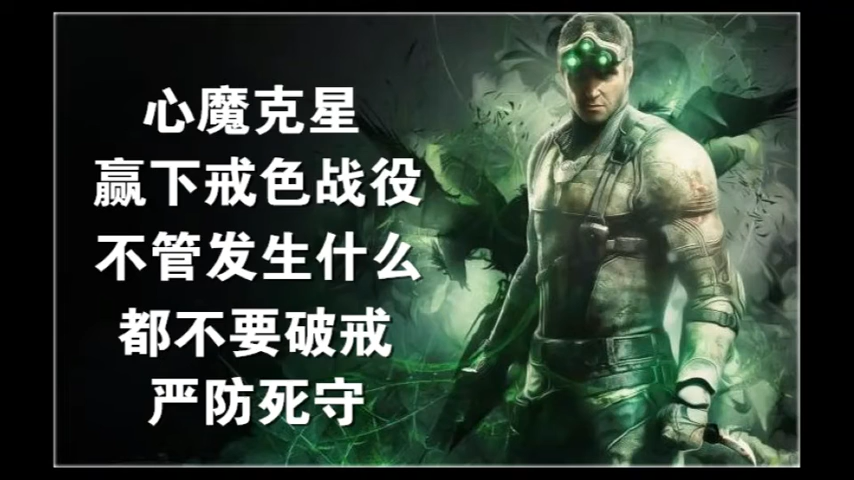 心魔克星
赢下戒色战役
不管发生什么
都不要破戒
严防死守